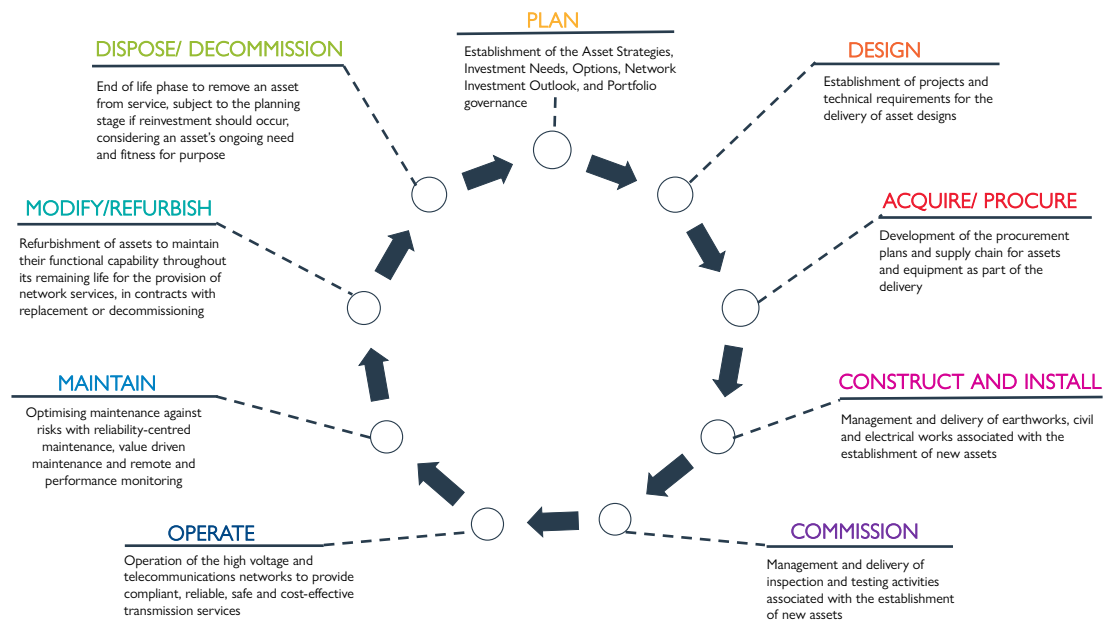 PLAN
Establishment of the Asset Strategies,
Investment Needs, Options, Network
Investment Outlook, and Portfolio
governance
DESIGN
Establishment of projects and
technical requirements for the
delivery of asset designs
ACQUIRE/ PROCURE
Development of the procurement
plans and supply chain for assets
and equipment as part of the
delivery
CONSTRUCT AND INSTALL
Management and delivery of earthworks, civil
and electrical works associated with the
establishment of new assets
COMMISSION
Management and delivery of
inspection and testing activities
associated with the establishment
of new assets
OPERATE
Operation of the high voltage and
telecommunications networks to provide
compliant, reliable, safe and cost-effective
transmission services
MAINTAIN
Optimising maintenance against
risks with reliability-centred
maintenance, value driven
maintenance and remote and
performance monitoring
MODIFY/REFURBISH
Refurbishment of assets to maintain
their functional capability throughout
its remaining life for the provision of
network services, in contracts with
replacement or decommissioning
DISPOSE/ DECOMMISSION
End of life phase to remove an asset
from service, subject to the planning
stage if reinvestment should occur,
considering an asset's ongoing need
and fitness for purpose